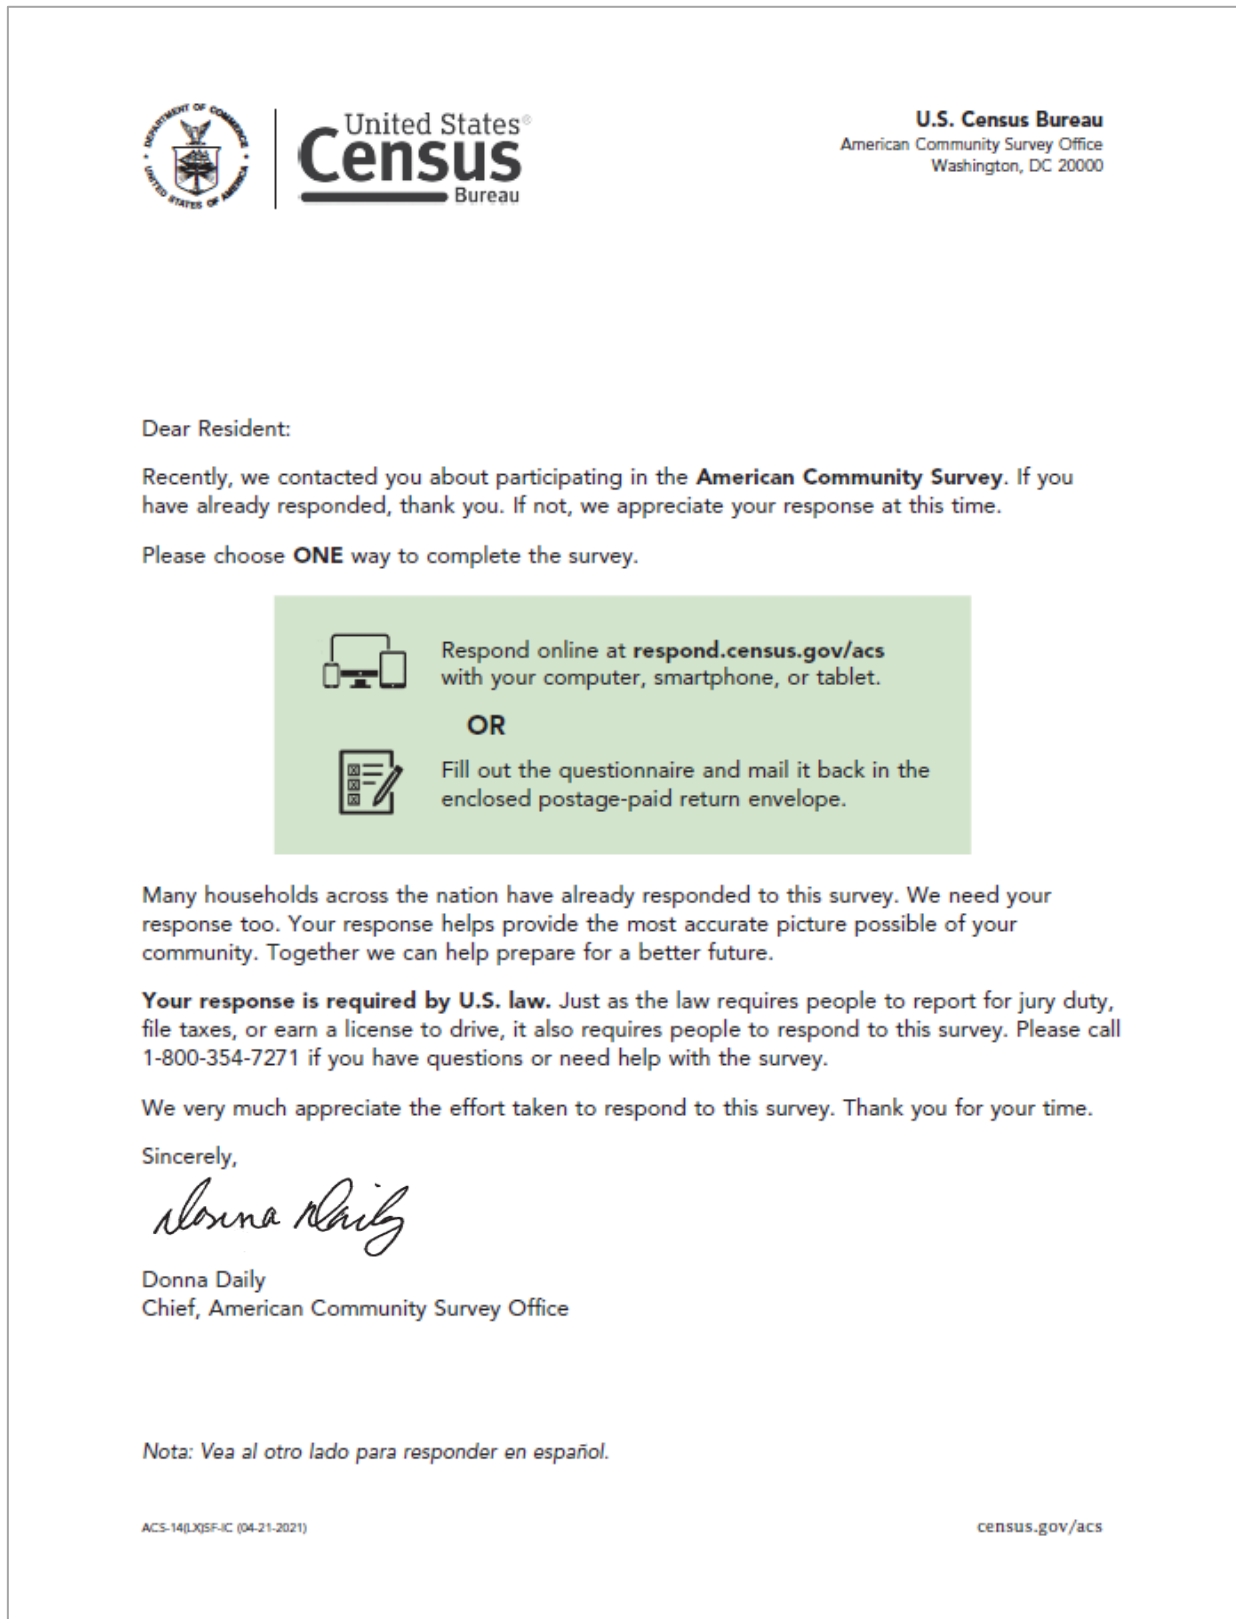 DEPARTMENT OF COMMERCE
UNITED STATES OF AMERICA
United States®
Census
Bureau
U.S. Census Bureau
American Community Survey Office
Washington, DC 20000
Dear Resident:
Recently, we contacted you about participating in the American Community Survey. If you
have already responded, thank you. If not, we appreciate your response at this time.
Please choose ONE way to complete the survey.
Respond online at respond.census.gov/acs
with your computer, smartphone, or tablet.
OR
Fill out the questionnaire and mail it back in the
enclosed postage-paid return envelope.
Many households across the nation have already responded to this survey. We need your
response too. Your response helps provide the most accurate picture possible of your
community. Together we can help prepare for a better future.
Your response is required by U.S. law. Just as the law requires people to report for jury duty,
file taxes, or earn a license to drive, it also requires people to respond to this survey. Please call
1-800-354-7271 if you have questions or need help with the survey.
We very much appreciate the effort taken to respond to this survey. Thank you for your time.
Sincerely,
Donna Daily
Donna Daily
Chief, American Community Survey Office
Nota: Vea al otro lado para responder en español.
ACS-14(LX)SF-IC (04-21-2021)
census.gov/acs